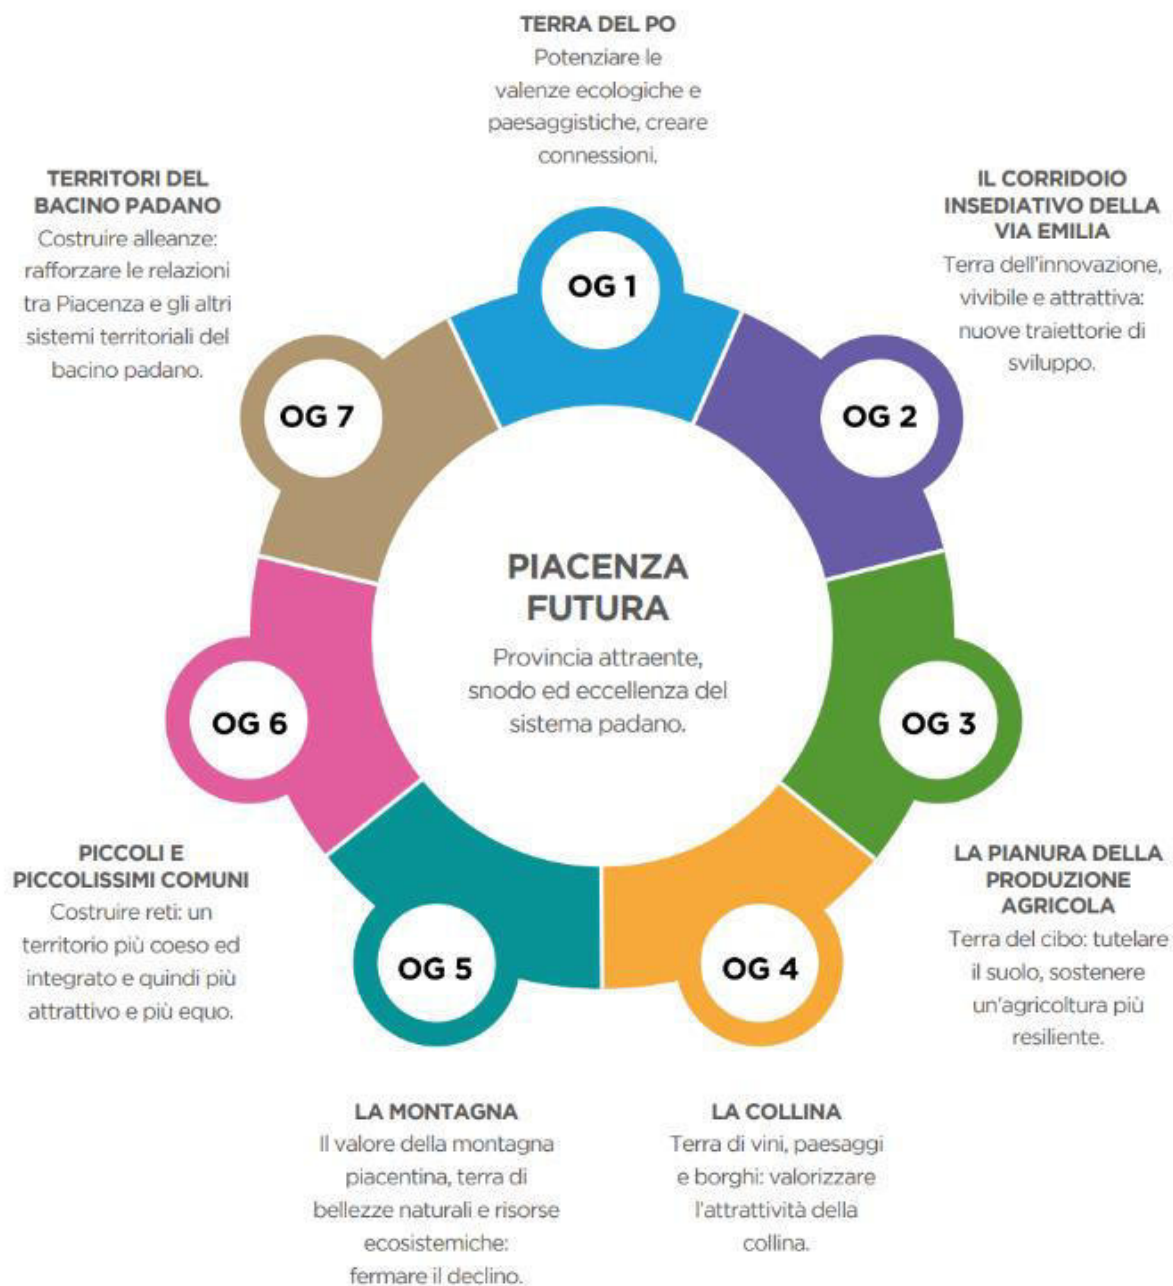 TERRA DEL PO
Potenziare le
valenze ecologiche e
paesaggistiche, creare
connessioni.
OG 1
IL CORRIDOIO
INSEDIATIVO DELLA
VIA EMILIA
Terra dell'innovazione,
vivibile e attrattiva:
nuove traiettorie di
sviluppo.
OG 2
TERRITORI DEL
BACINO PADANO
Costruire alleanze:
rafforzare le relazioni
tra Piacenza e gli altri
sistemi territoriali del
bacino padano.
OG 7
PIACENZA
FUTURA
Provincia attraente,
snodo ed eccellenza del
sistema padano.
OG 6
OG 3
PICCOLI E
PICCOLISSIMI COMUNI
Costruire reti: un
territorio più coeso ed
integrato e quindi più
attrattivo e più equo.
LA PIANURA DELLA
PRODUZIONE
AGRICOLA
Terra del cibo: tutelare
il suolo, sostenere
un'agricoltura più
resiliente.
OG 5
OG 4
LA MONTAGNA
Il valore della montagna
piacentina, terra di
bellezze naturali e risorse
ecosistemiche:
fermare il declino.
LA COLLINA
Terra di vini, paesaggi
e borghi: valorizzare
l'attrattività della
collina.